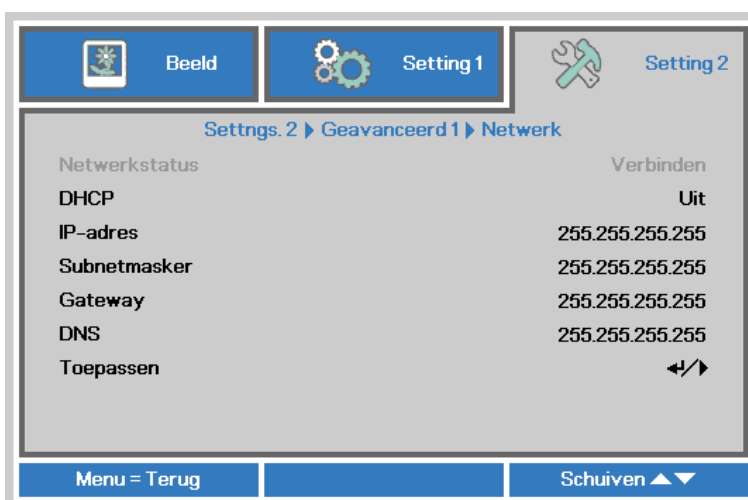 Beeld
Setting 1
Setting 2
Settngs. 2 ▶ Geavanceerd 1 ▶ Netwerk
Netwerkstatus Verbinden
DHCP Uit
IP-adres 255.255.255.255
Subnetmasker 255.255.255.255
Gateway 255.255.255.255
DNS 255.255.255.255
Toepassen ↵/▶
Menu = Terug
Schuiven ▲▼